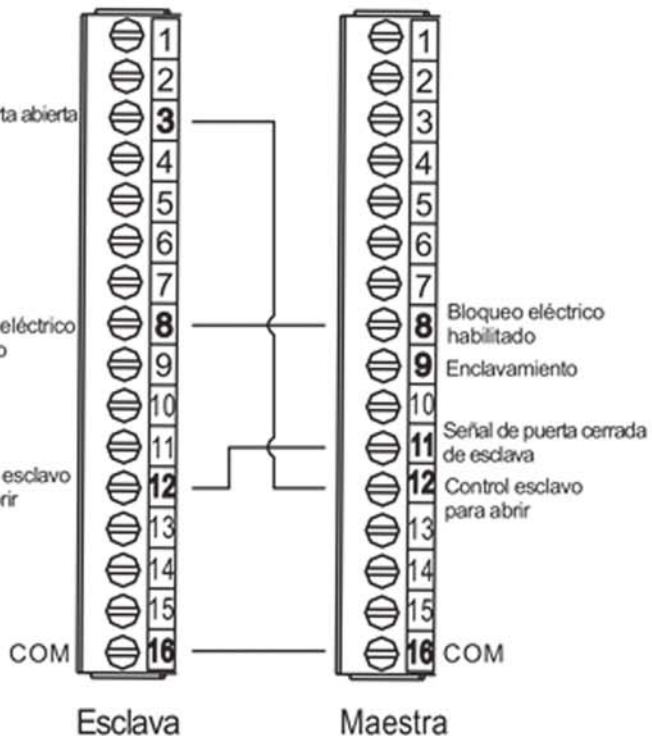 1
2
abierta 3
4
5
6
7
eléctrico 8
9
10
11
esclavo 12
13
14
15
COM 16
Esclava
1
2
3
4
5
6
7
8 Bloqueo eléctrico
habilitado
9 Enclavamiento
10
11 Señal de puerta cerrada
de esclava
12 Control esclavo
para abrir
13
14
15
16 COM
Maestra